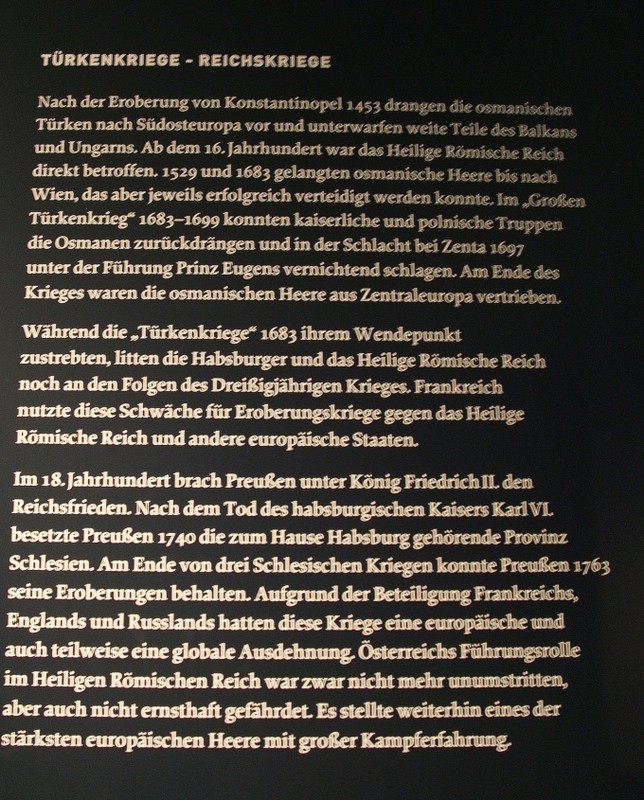 TÜRKENKRIEGE - REICHSKRIEGE
Nach der Eroberung von Konstantinopel 1453 drangen die osmanischen
Türken nach Südosteuropa vor und unterwarfen weite Teile des Balkans
und Ungarns. Ab dem 16. Jahrhundert war das Heilige Römische Reich
direkt betroffen. 1529 und 1683 gelangten osmanische Heere bis nach
Wien, das aber jeweils erfolgreich verteidigt werden konnte. Im „Großen
Türkenkrieg“ 1683–1699 konnten kaiserliche und polnische Truppen
die Osmanen zurückdrängen und in der Schlacht bei Zenta 1697
unter der Führung Prinz Eugens vernichtend schlagen. Am Ende des
Krieges waren die osmanischen Heere aus Zentraleuropa vertrieben.
Während die „Türkenkriege“ 1683 ihrem Wendepunkt
zustrebten, litten die Habsburger und das Heilige Römische Reich
noch an den Folgen des Dreißigjährigen Krieges. Frankreich
nutzte diese Schwäche für Eroberungskriege gegen das Heilige
Römische Reich und andere europäische Staaten.
Im 18. Jahrhundert brach Preußen unter König Friedrich II. den
Reichsfrieden. Nach dem Tod des habsburgischen Kaisers Karl VI.
besetzte Preußen 1740 die zum Hause Habsburg gehörende Provinz
Schlesien. Am Ende von drei Schlesischen Kriegen konnte Preußen 1763
seine Eroberungen behalten. Aufgrund der Beteiligung Frankreichs,
Englands und Russlands hatten diese Kriege eine europäische und
auch teilweise eine globale Ausdehnung. Österreichs Führungsrolle
im Heiligen Römischen Reich war zwar nicht mehr unumstritten,
aber auch nicht ernsthaft gefährdet. Es stellte weiterhin eines der
stärksten europäischen Heere mit großer Kampferfahrung.